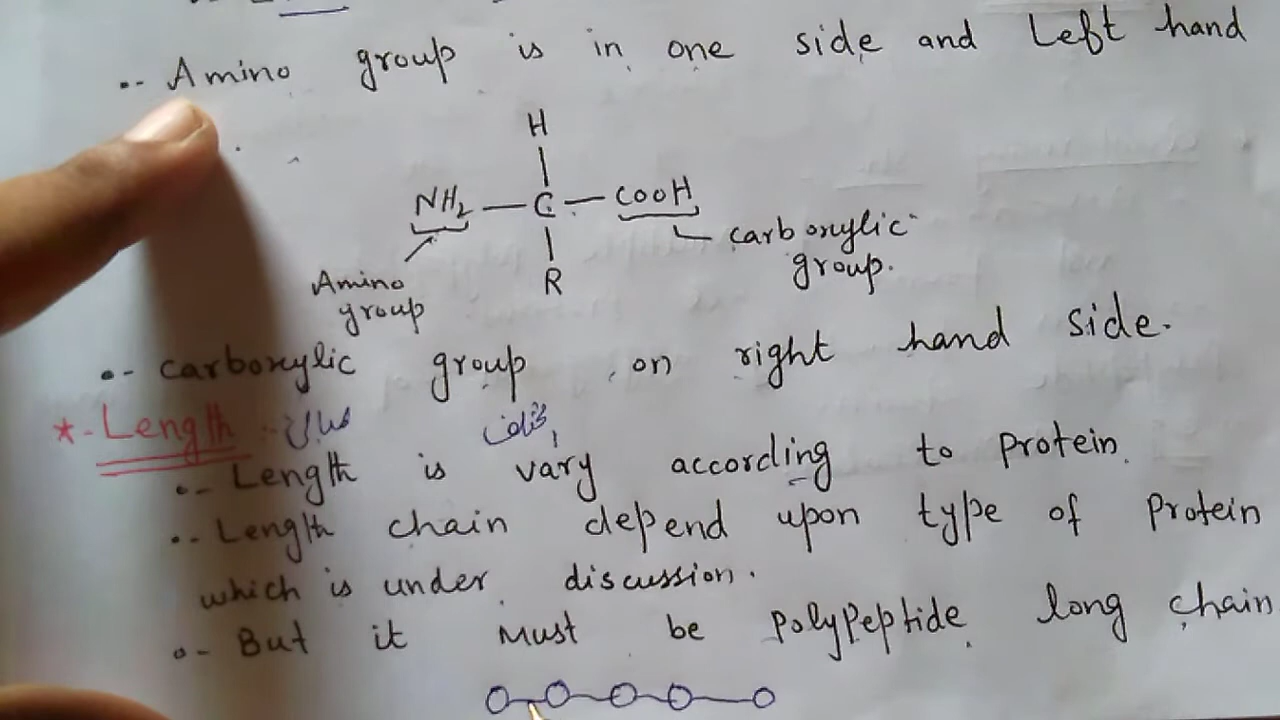 Amino group is in one side and Left hand
H
NH2 — C — COOH
R
carboxylic group.
Amino group
carboxylic group on right hand side.
* Length :- لمبائی مختلف
Length is vary according to Protein.
Length chain depend upon type of Protein
which is under discussion.
But it Must be PolyPeptide long chain